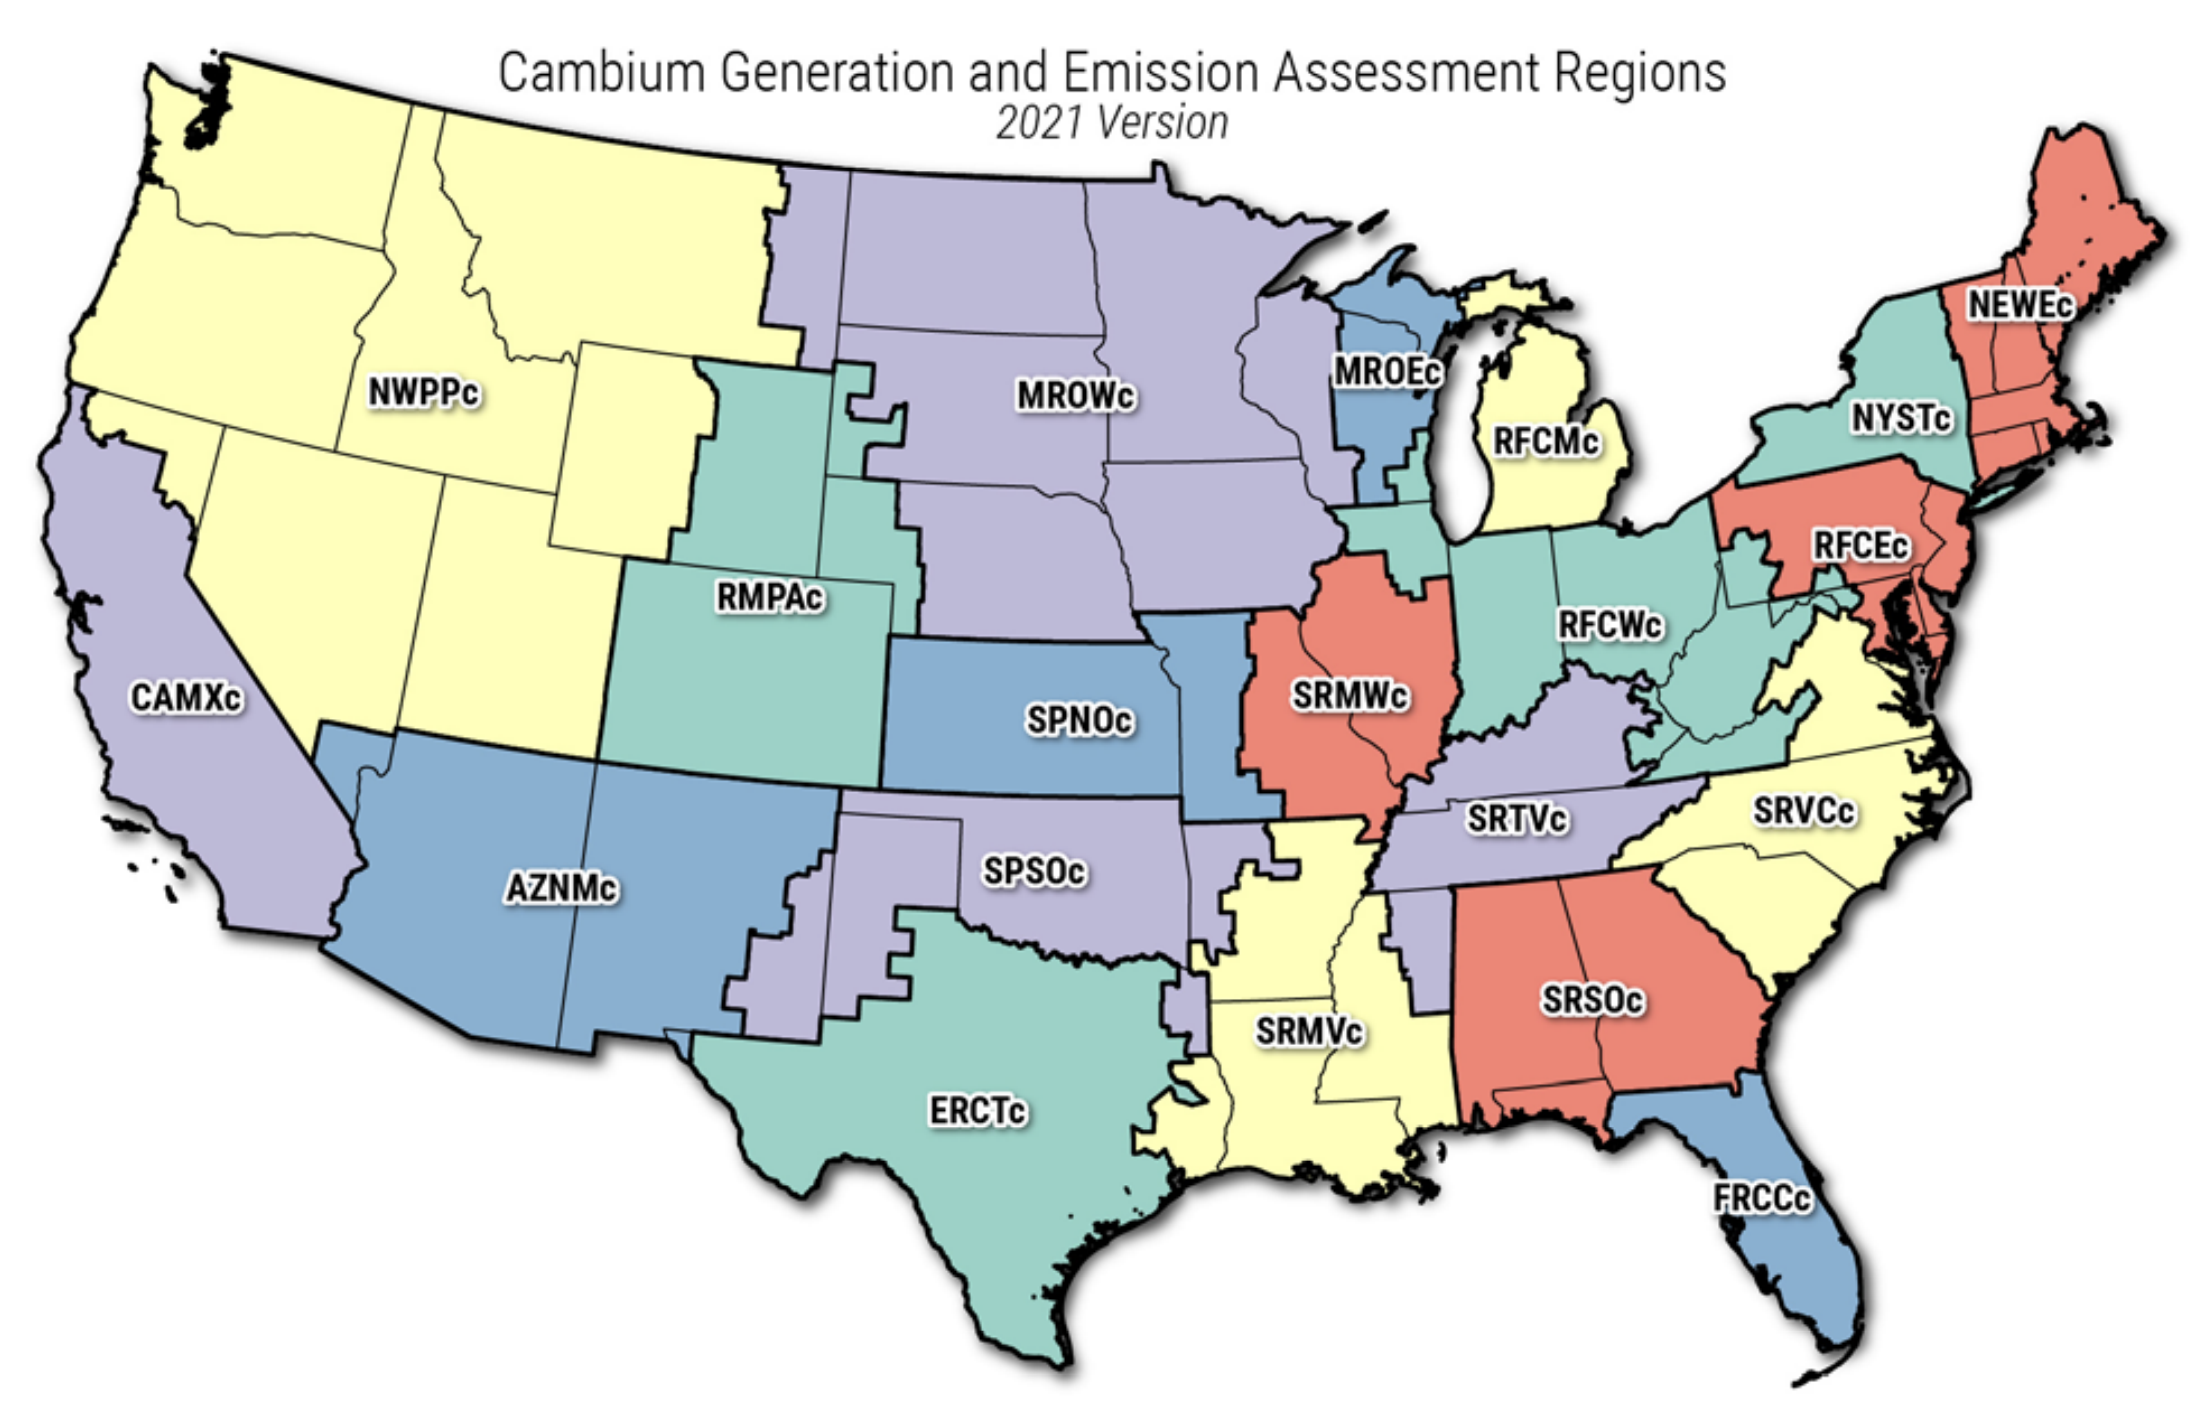 Cambium Generation and Emission Assessment Regions
2021 Version
NEWEc
MROEc
NWPPc
MROWc
NYSTc
RFCMc
RFCEc
RMPAc
RFCWc
CAMXc
SRMWc
SPNOc
SRVCc
SRTVc
SPSOc
AZNMc
SRSOc
SRMVc
ERCTc
FRCCc